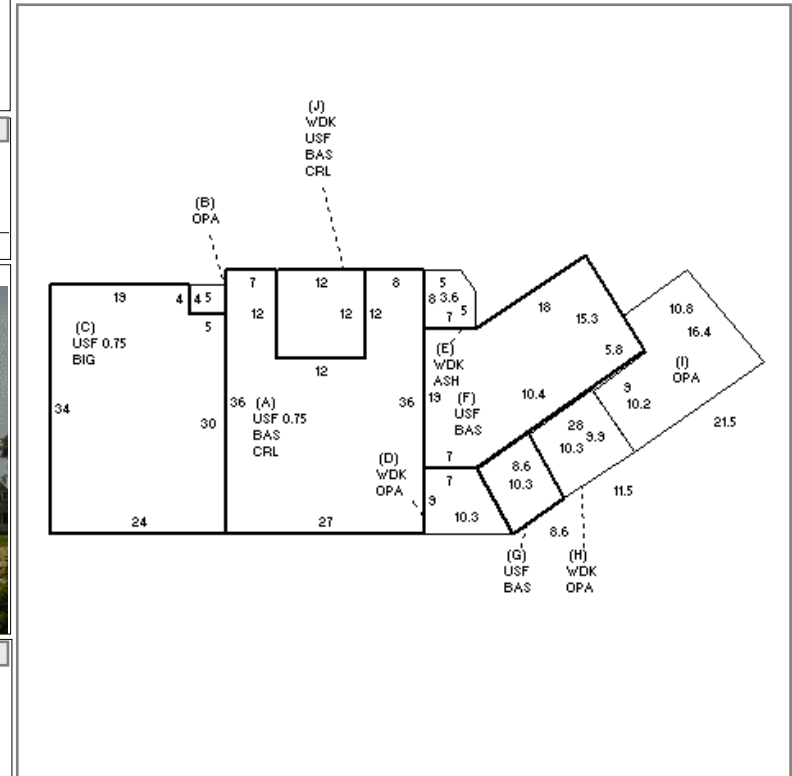 (J)
WDK
USF
BAS
CRL
(B)
OPA
7
12
8
5
19
4
4 5
8 3.6
12
12
12
7
5
18
15.3
10.8
16.4
5
(C)
USF 0.75
BIG
12
(E)
WDK
ASH
5.8
(I)
OPA
34
30
36
(A)
USF 0.75
BAS
CRL
36
19
(F)
USF
BAS
10.4
9
10.2
28
9.9
10.3
21.5
(D)
WDK
OPA
7
7
8.6
10.3
9
10.3
11.5
24
27
8.6
(G)
USF
BAS
(H)
WDK
OPA